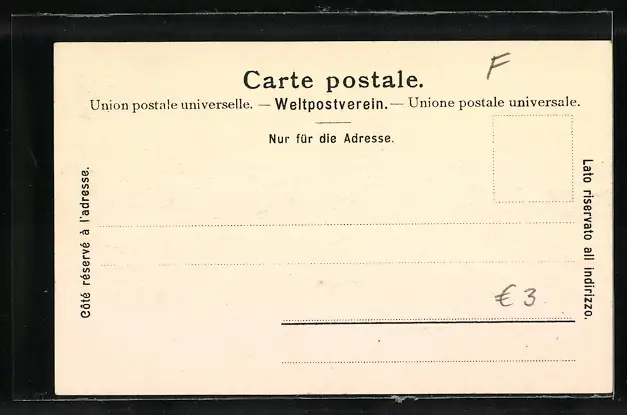 F
Carte postale.
Union postale universelle. — Weltpostverein. — Unione postale universale.
Nur für die Adresse.
Côté réservé à l'adresse.
Lato riservato all indirizzo.
€ 3